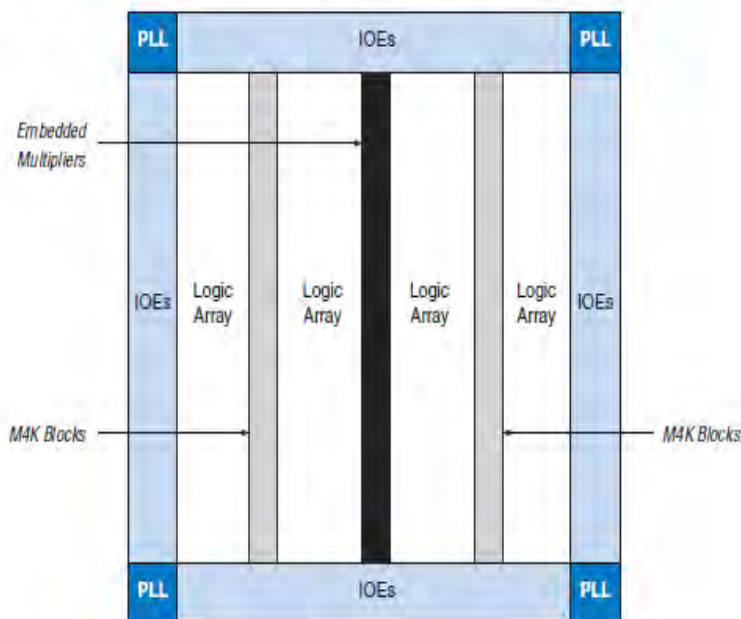 PLL IOEs PLL
Embedded
Multipliers
IOEs Logic Logic Logic Logic IOEs
Array Array Array Array
M4K Blocks M4K Blocks
PLL IOEs PLL